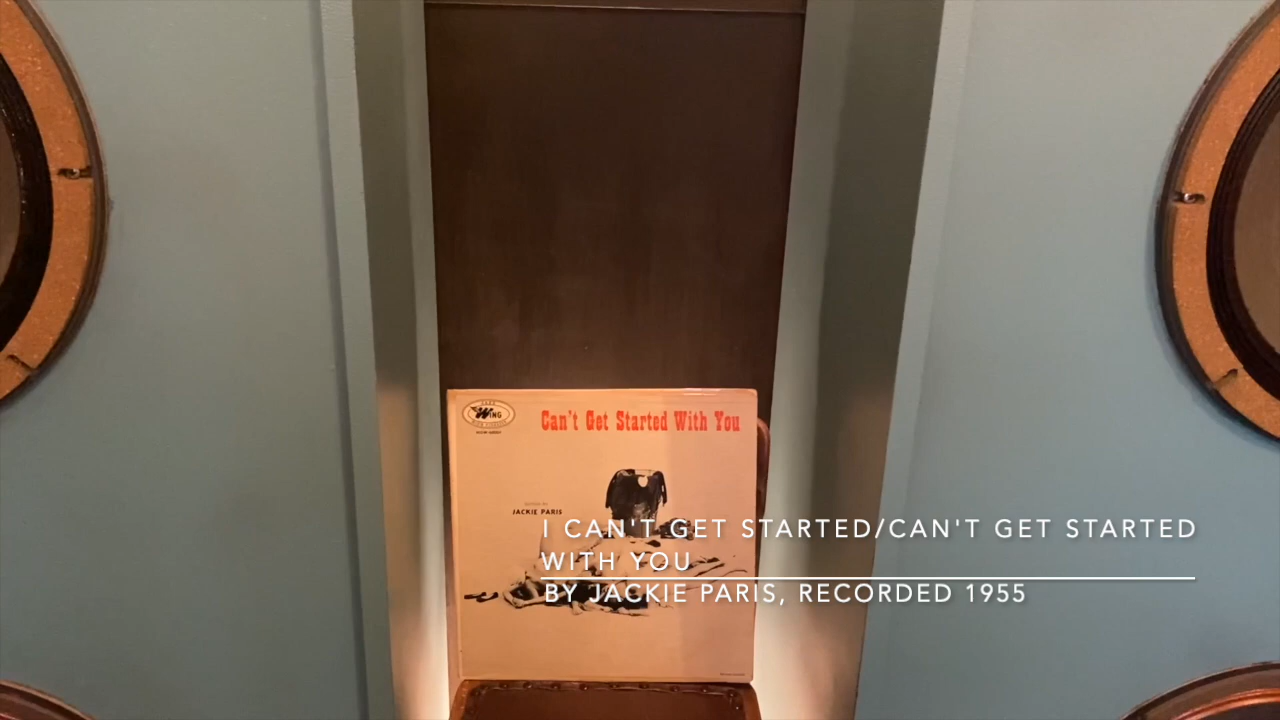 WING
Can't Get Started With You
JACKIE PARIS
I CAN'T GET STARTED/CAN'T GET STARTED
WITH YOU
BY JACKIE PARIS, RECORDED 1955